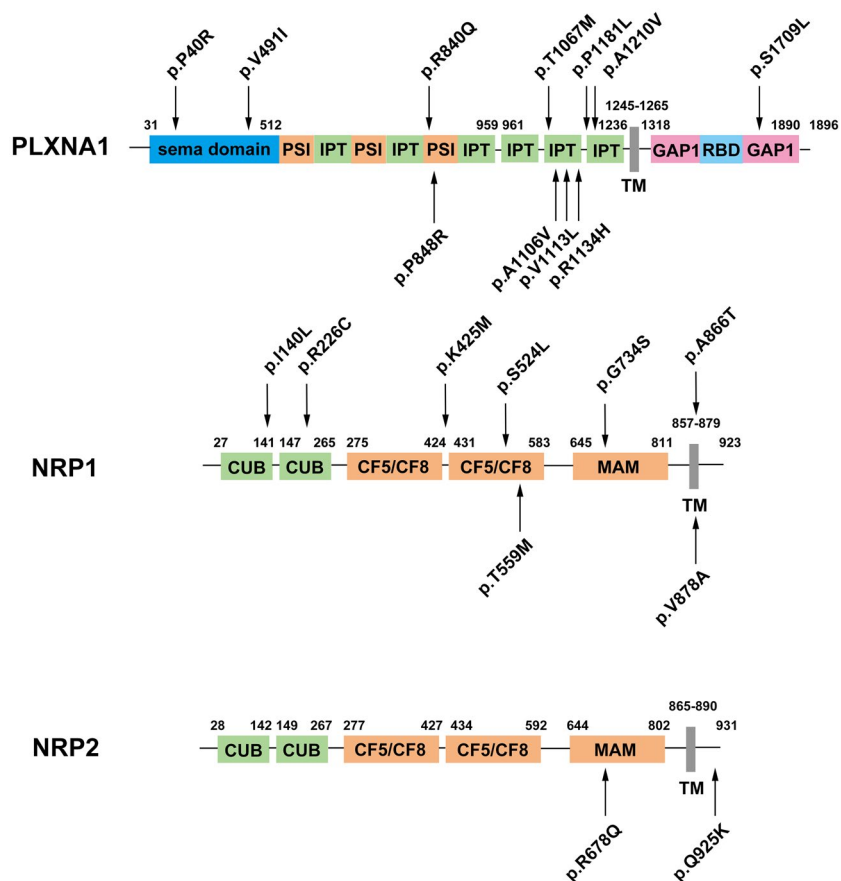 p.P40R
p.V491I
p.R840Q
p.T1067M
p.P1181L
p.A1210V
p.S1709L
1245-1265
31 512 959 961 1236 1318 1890 1896
PLXNA1
sema domain PSI IPT PSI IPT PSI IPT IPT IPT IPT GAP1 RBD GAP1
TM
p.P848R
p.A1106V
p.V1113L
p.R1134H
p.I140L
p.R226C
p.K425M
p.S524L
p.G734S
p.A866T
857-879
27 141 147 265 275 424 431 583 645 811 923
NRP1
CUB CUB CF5/CF8 CF5/CF8 MAM
TM
p.T559M
p.V878A
865-890
28 142 149 267 277 427 434 592 644 802 931
NRP2
CUB CUB CF5/CF8 CF5/CF8 MAM
TM
p.R678Q
p.Q925K